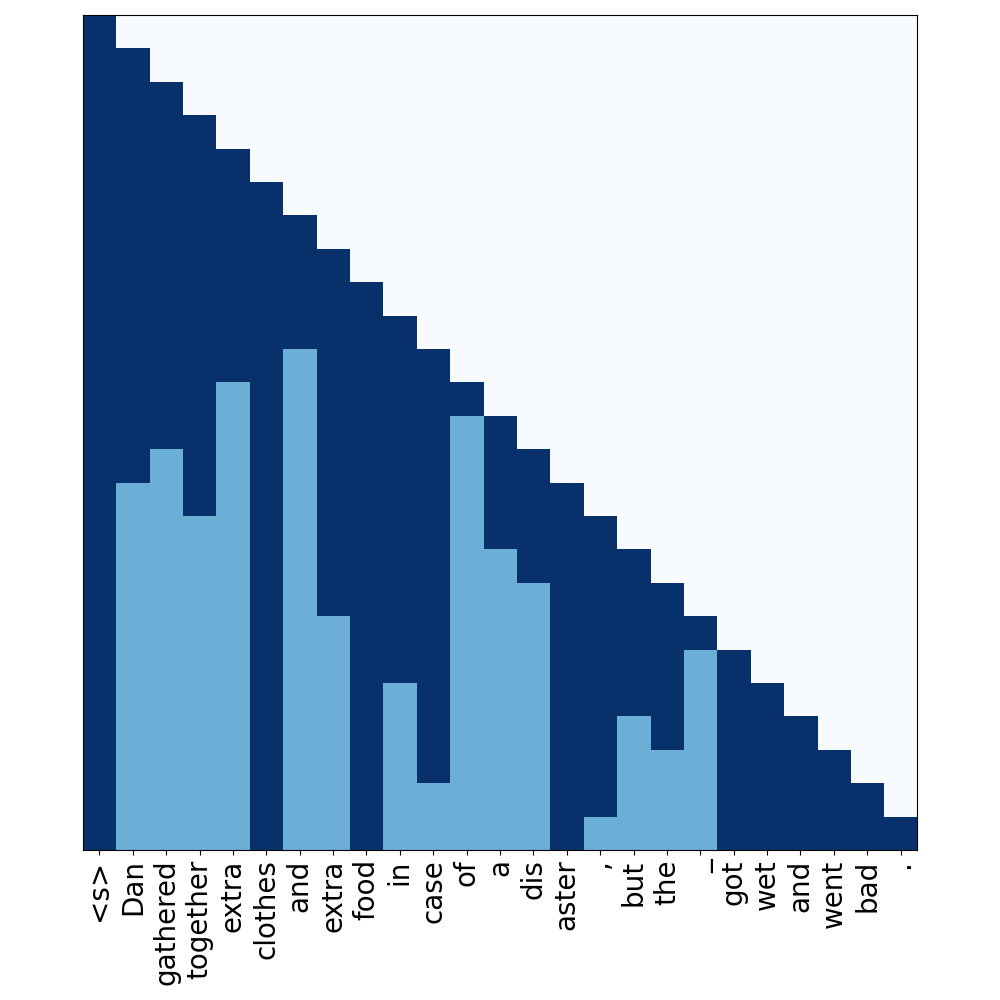 <s> Dan gathered together extra clothes and extra food in case of a dis aster , but the _ got wet and went bad .